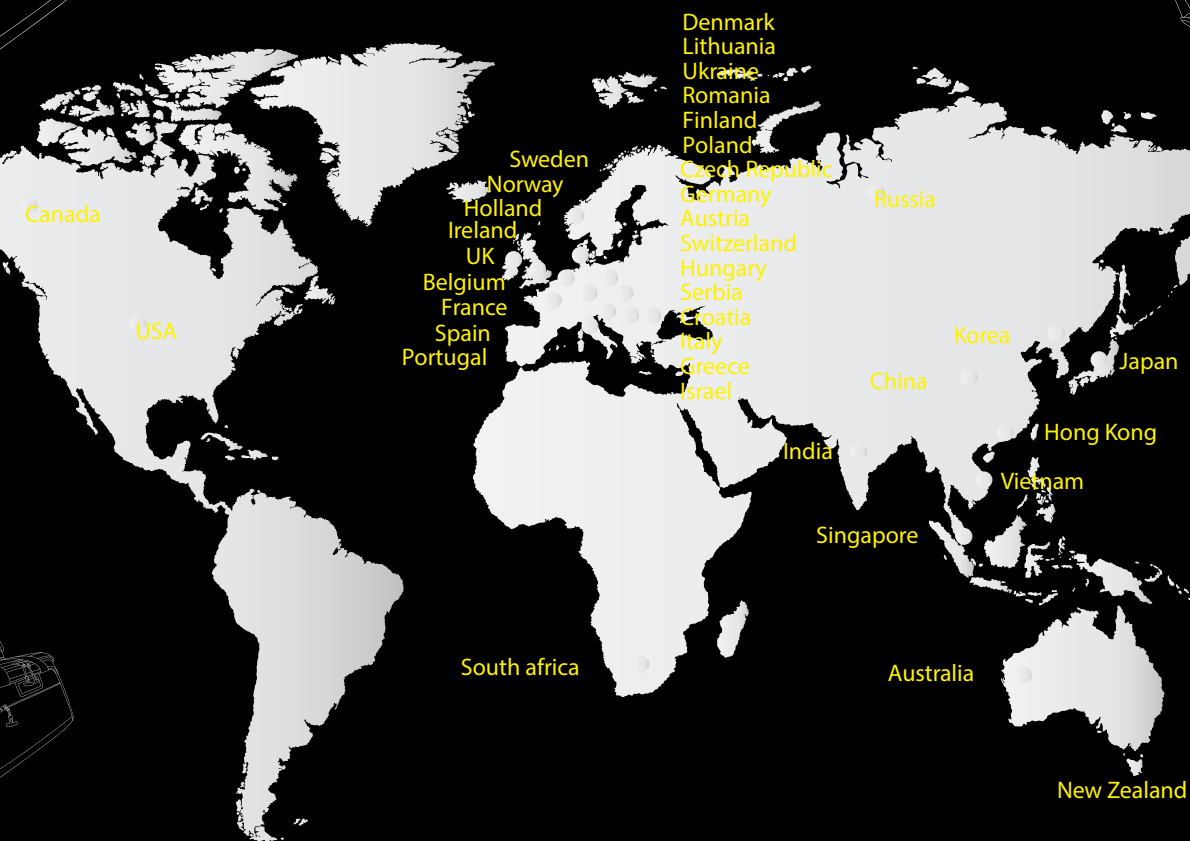 Denmark
Lithuania
Ukraine
Romania
Finland
Poland
Czech Republic
Germany
Austria
Switzerland
Hungary
Serbia
Croatia
Italy
Greece
Israel
Sweden
Norway
Holland
Ireland
UK
Belgium
France
Spain
Portugal
Canada
USA
Russia
Korea
Japan
China
Hong Kong
India
Vietnam
Singapore
South africa
Australia
New Zealand